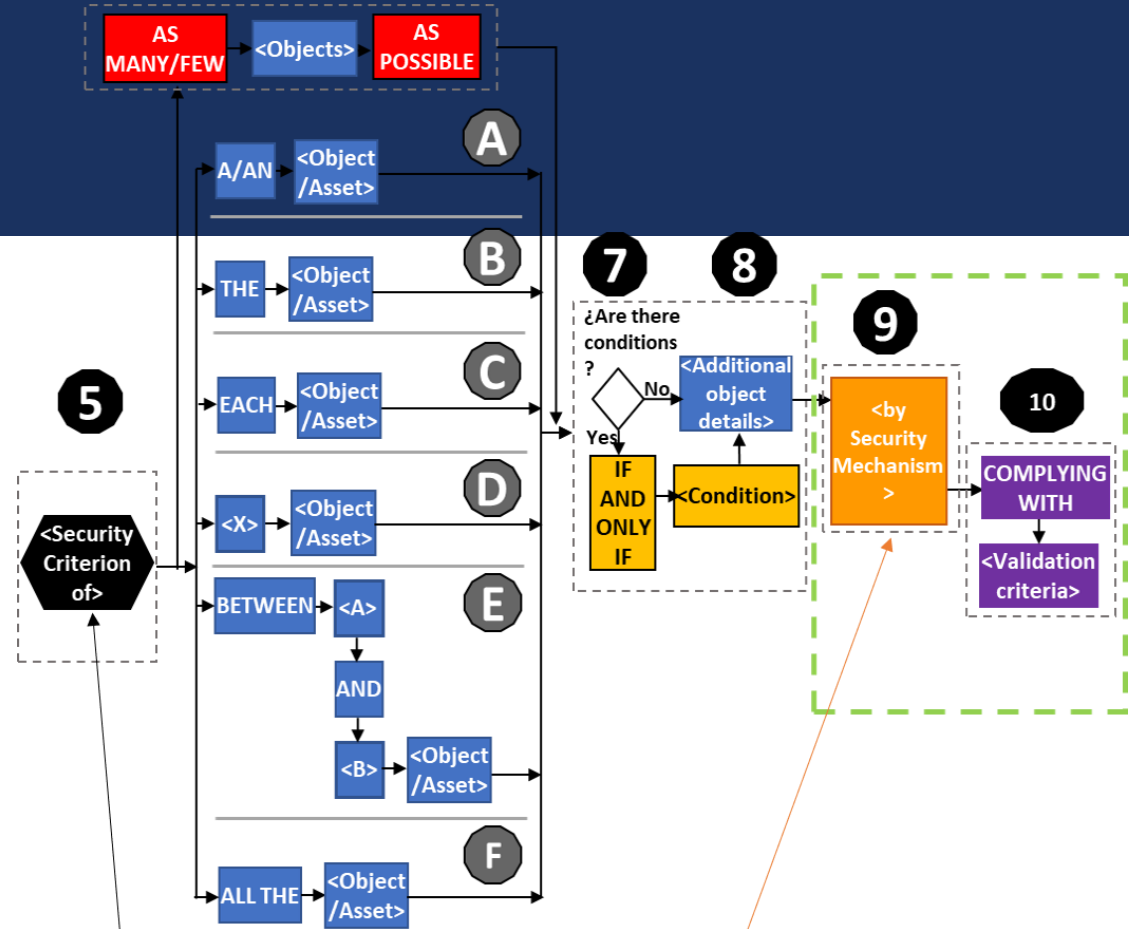 AS
MANY/FEW
<Objects>
AS
POSSIBLE
A
A/AN
<Object
/Asset>
B
THE
<Object
/Asset>
C
EACH
<Object
/Asset>
D
<X>
<Object
/Asset>
5
<Security
Criterion
of>
E
BETWEEN
<A>
AND
<B>
<Object
/Asset>
F
ALL THE
<Object
/Asset>
7
¿Are there
conditions
?
No
Yes
IF
AND
ONLY
IF
<Condition>
8
<Additional
object
details>
9
<by
Security
Mechanism
>
10
COMPLYING
WITH
<Validation
criteria>